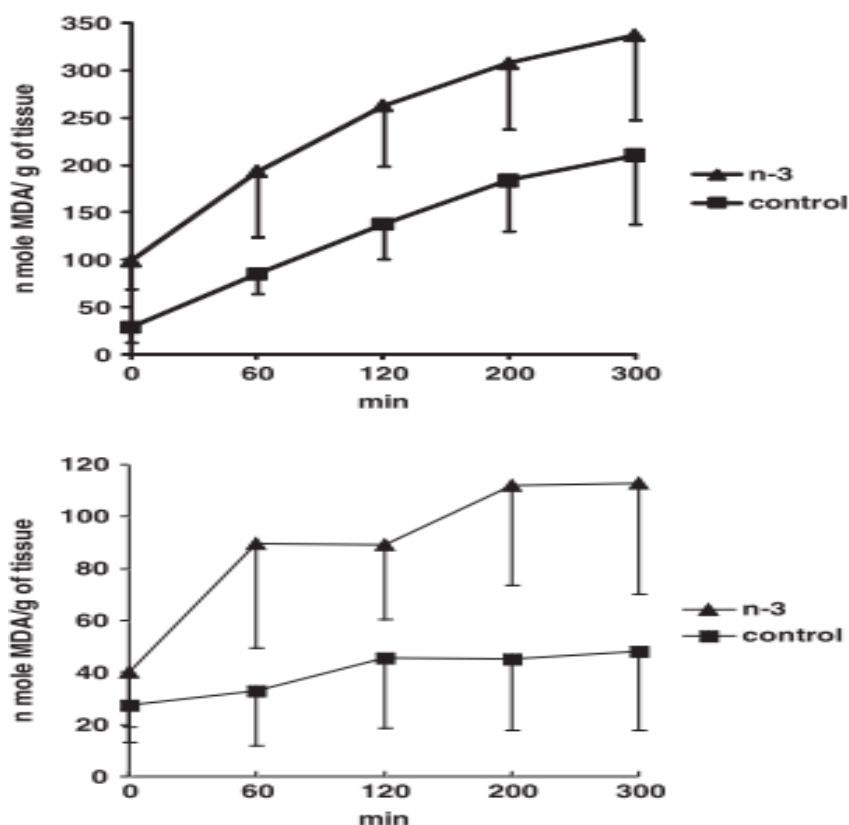 350
300
250
200
150
100
50
0
n mole MDA/ g of tissue
0 60 120 200 300
min
n-3
control
120
100
80
60
40
20
0
n mole MDA/g of tissue
0 60 120 200 300
min
n-3
control